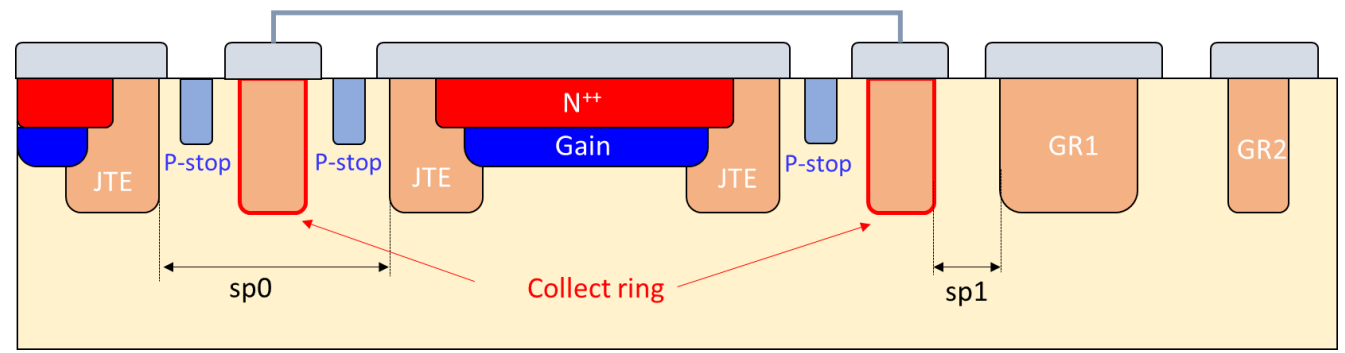 N++
Gain
GR1
GR2
P-stop
P-stop
P-stop
JTE
JTE
JTE
sp0
Collect ring
sp1